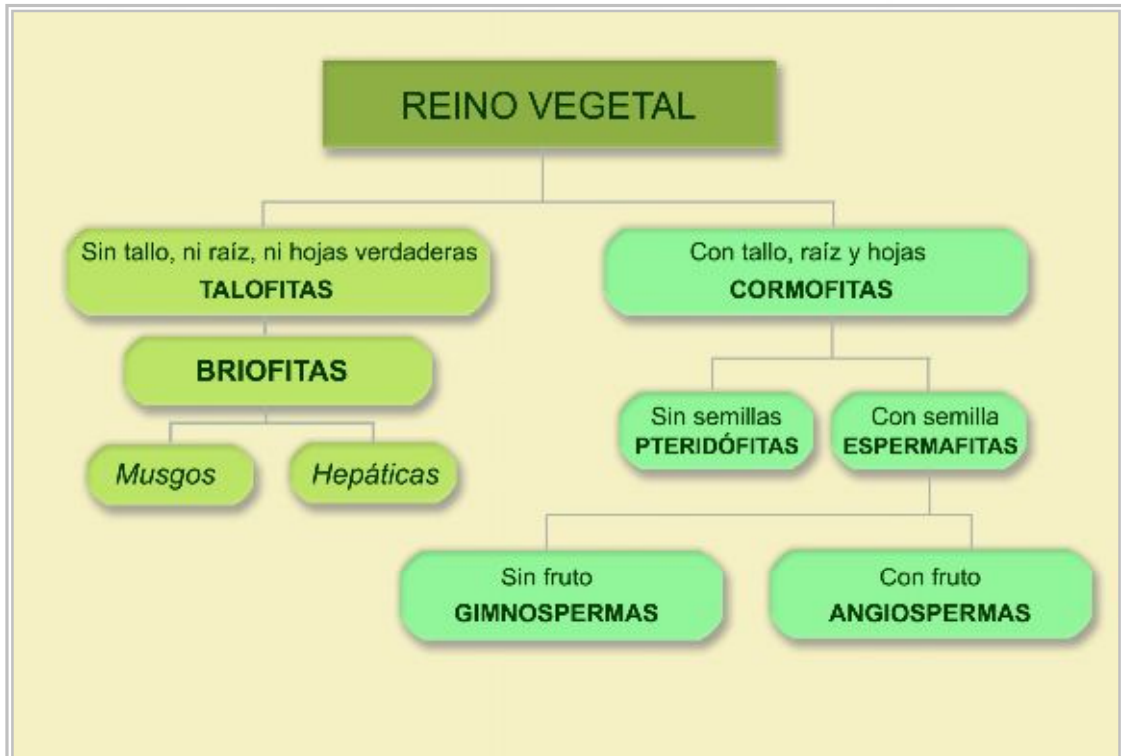 REINO VEGETAL
Sin tallo, ni raíz, ni hojas verdaderas
TALOFITAS
Con tallo, raíz y hojas
CORMOFITAS
BRIOFITAS
Musgos
Hepáticas
Sin semillas
PTERIDÓFITAS
Con semilla
ESPERMAFITAS
Sin fruto
GIMNOSPERMAS
Con fruto
ANGIOSPERMAS